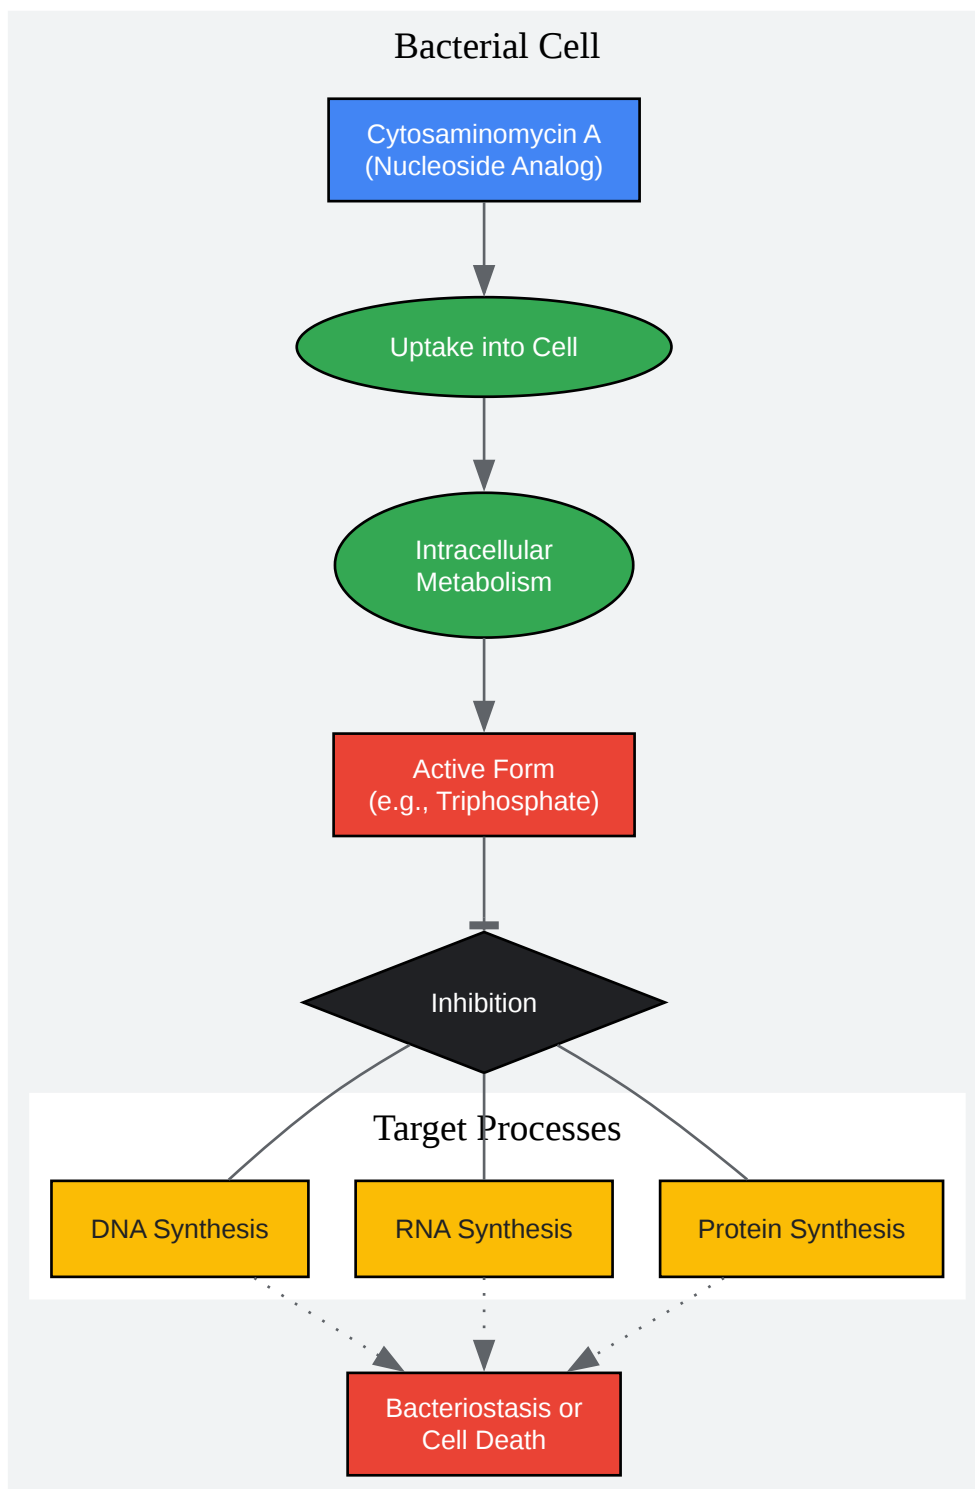 Bacterial Cell
Cytosaminomycin A
(Nucleoside Analog)
Uptake into Cell
Intracellular
Metabolism
Active Form
(e.g., Triphosphate)
Inhibition
Target Processes
DNA Synthesis
RNA Synthesis
Protein Synthesis
Bacteriostasis or
Cell Death